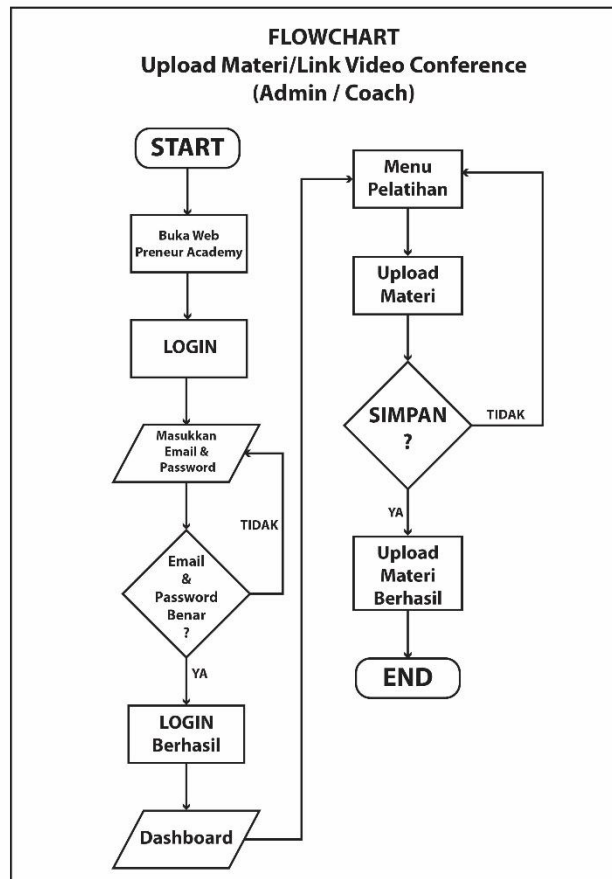 FLOWCHART
Upload Materi/Link Video Conference
(Admin / Coach)
START
Buka Web
Preneur Academy
LOGIN
Masukkan
Email &
Password
TIDAK
Email
&
Password
Benar
?
YA
LOGIN
Berhasil
Dashboard
Menu
Pelatihan
Upload
Materi
SIMPAN
?
TIDAK
YA
Upload
Materi
Berhasil
END